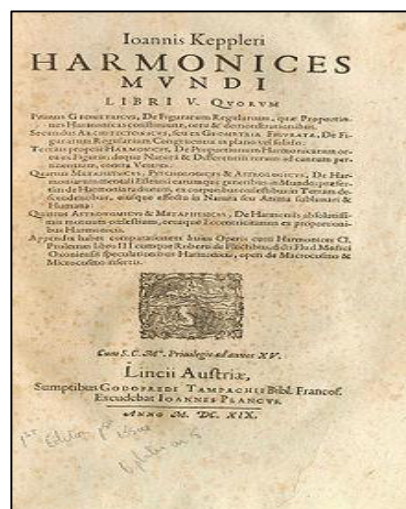 Ioannis Keppleri
HARMONICES
MVNDI
LIBRI V. QVORVM
Primus GEOMETRICVS, De Figurarum Regularium, quæ Proportio-
nes Harmonicas constituunt, ortu & demonstrationibus.
Secundus ARCHITECTONICVS, seu ex GEOMETRIA FIGVRATA, De Fi-
gurarum Regularium Congruentia in plano vel solido:
Tertius propriè HARMONICVS, De Proportionum Harmonicarum or-
tu ex Figuris; deque Naturâ & Differentiis rerum ad cantum per-
tinentium, contra Veteres:
Quartus METAPHYSICVS, PSYCHOLOGICVS & ASTROLOGICVS, De Har-
moniarum mentali Essentiâ earumque generibus in Mundo; præser-
tim de Harmonia radiorum, ex corporibus cœlestibus in Terram de-
scendentibus, eiusque effectu in Natura seu Anima sublunari &
Humana:
Quintus ASTRONOMICVS & METAPHYSICVS, De Harmoniis absolutissi-
mis motuum cœlestium, ortuque Eccentricitatum ex proportioni-
bus Harmonicis.
Appendix habet comparationem huius Operis cum Harmonices Cl.
Ptolemæi libro III cumque Roberti de Fluctibus, dicti Flud. Medici
Oxoniensis speculationibus Harmonicis, operi de Macrocosmo &
Microcosmo insertis.
Cum S. C. Mtis. Privilegio ad annos XV.
Lincii Austriæ,
Sumptibus GODOFREDI TAMPACHII Bibl. Francof.
Excudebat IOANNES PLANCVS.
ANNO M. DC. XIX.
1st Edition 1st issue